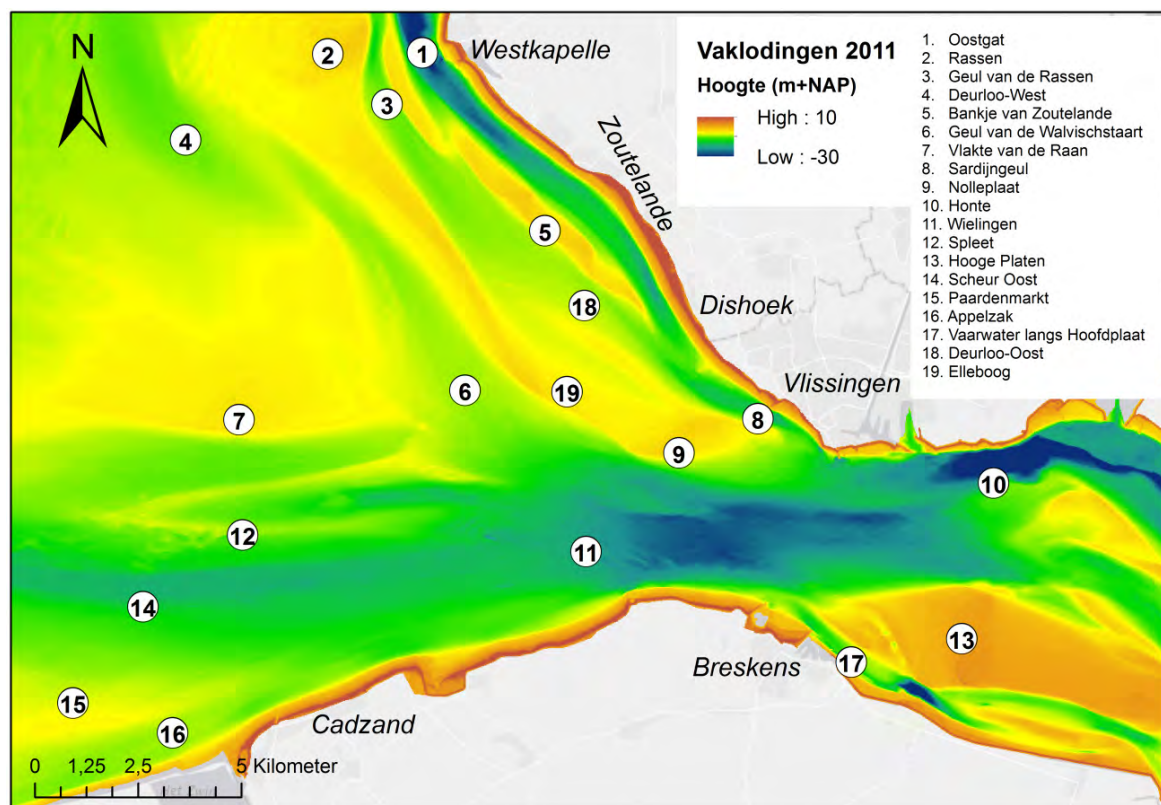 N
Westkapelle
Zoutelande
Dishoek
Vlissingen
Breskens
Cadzand
1
2
3
4
5
18
6
19
7
8
9
10
12
11
14
13
17
15
16
0 1,25 2,5 5 Kilometer
Vaklodingen 2011
Hoogte (m+NAP)
High : 10
Low : -30
1. Oostgat
2. Rassen
3. Geul van de Rassen
4. Deurloo-West
5. Bankje van Zoutelande
6. Geul van de Walvischstaart
7. Vlakte van de Raan
8. Sardijngeul
9. Nolleplaat
10. Honte
11. Wielingen
12. Spleet
13. Hooge Platen
14. Scheur Oost
15. Paardenmarkt
16. Appelzak
17. Vaarwater langs Hoofdplaat
18. Deurloo-Oost
19. Elleboog